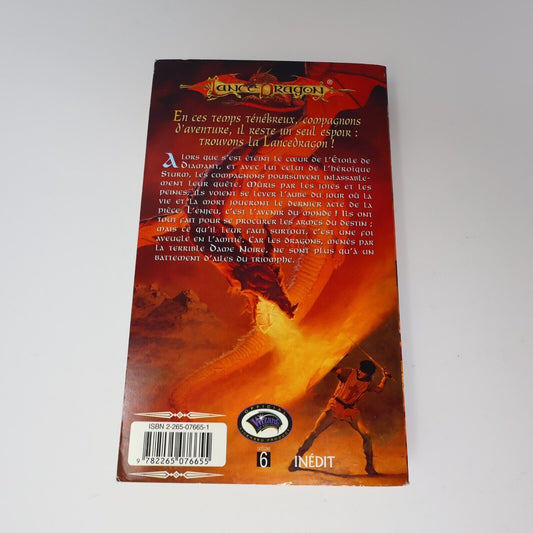 LanceDragon®
En ces temps ténébreux, compagnons
d'aventure, il reste un seul espoir :
trouvons la Lancedragon !
Alors que s'est éteint le cœur de l'Étoile de
Diamant, et avec lui celui de l'héroïque
Sturm, les compagnons poursuivent inlassable-
ment leur quête. Mûris par les joies et les
peines, ils voient se lever l'aube du jour où la
vie et la mort joueront le dernier acte de la
pièce. L'enjeu, c'est l'avenir du monde ! Ils ont
tout fait pour se procurer les armes du destin ;
mais ce qu'il leur faut surtout, c'est une foi
aveugle en l'amitié. Car les dragons, menés par
la terrible Dame Noire, ne sont plus qu'à un
battement d'ailes du triomphe.
ISBN 2-265-07665-1
9 782265 076655
OFFICIAL
Wizards
LICENSED PRODUCT
6
INÉDIT